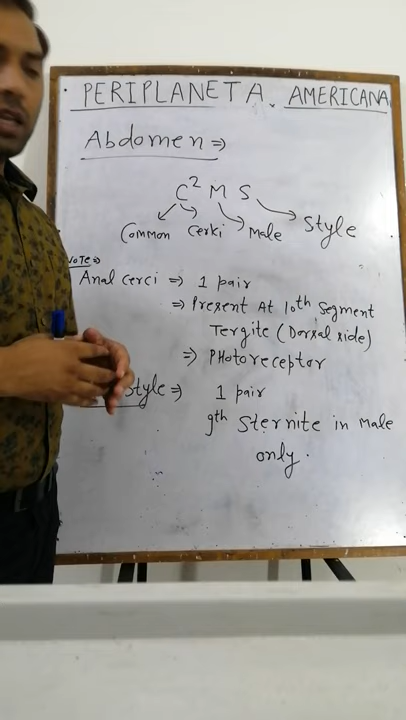 PERIPLANETA AMERICANA
Abdomen ⇒
C² M S
Common Cerki Male Style
NOTE ⇒
Anal cerci ⇒ 1 pair
⇒ Present At 10th Segment
Tergite (Dorsal side)
⇒ PHotoreceptor
Style ⇒ 1 pair
9th Sternite in Male
only.